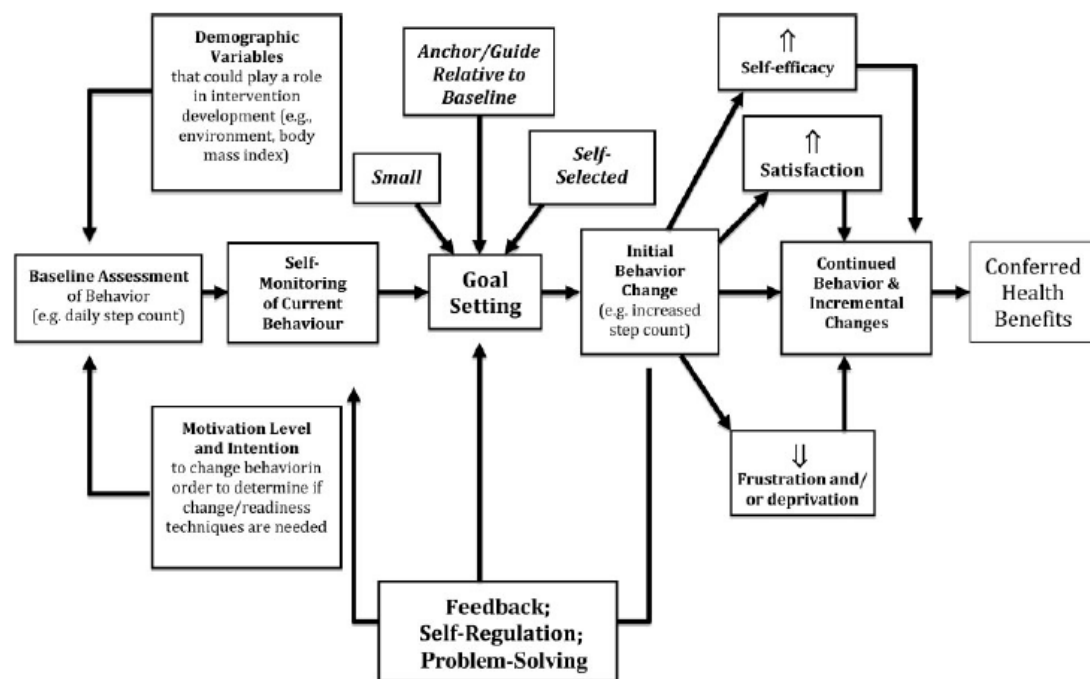 Demographic
Variables
that could play a role
in intervention
development (e.g.,
environment, body
mass index)
Anchor/Guide
Relative to
Baseline
Small
Self-
Selected
⇑
Self-efficacy
⇑
Satisfaction
Baseline Assessment
of Behavior
(e.g. daily step count)
Self-
Monitoring
of Current
Behaviour
Goal
Setting
Initial
Behavior
Change
(e.g. increased
step count)
Continued
Behavior &
Incremental
Changes
Conferred
Health
Benefits
Motivation Level
and Intention
to change behaviorin
order to determine if
change/readiness
techniques are needed
⇓
Frustration and/
or deprivation
Feedback;
Self-Regulation;
Problem-Solving